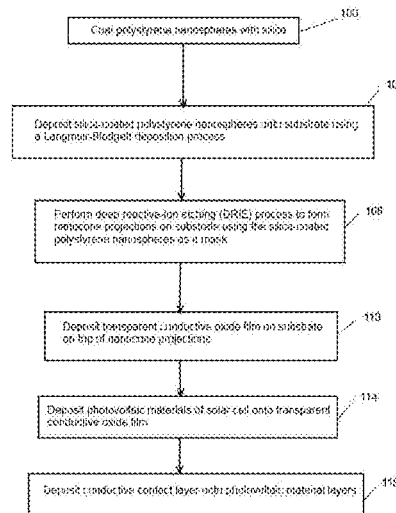 100
Coat polystyrene nanospheres with silica
10
Deposit silica-coated polystyrene nanospheres onto substrate using
a Langmuir-Blodgett deposition process
Perform deep reactive-ion etching (DRIE) process to form
nanocone projections on substrate using the silica-coated
polystyrene nanospheres as a mask
Deposit transparent conductive oxide film on substrate
on top of nanocone projections
114
Deposit photovoltaic materials of solar cell onto transparent
conductive oxide film
Deposit conductive contact layer onto photovoltaic material layers